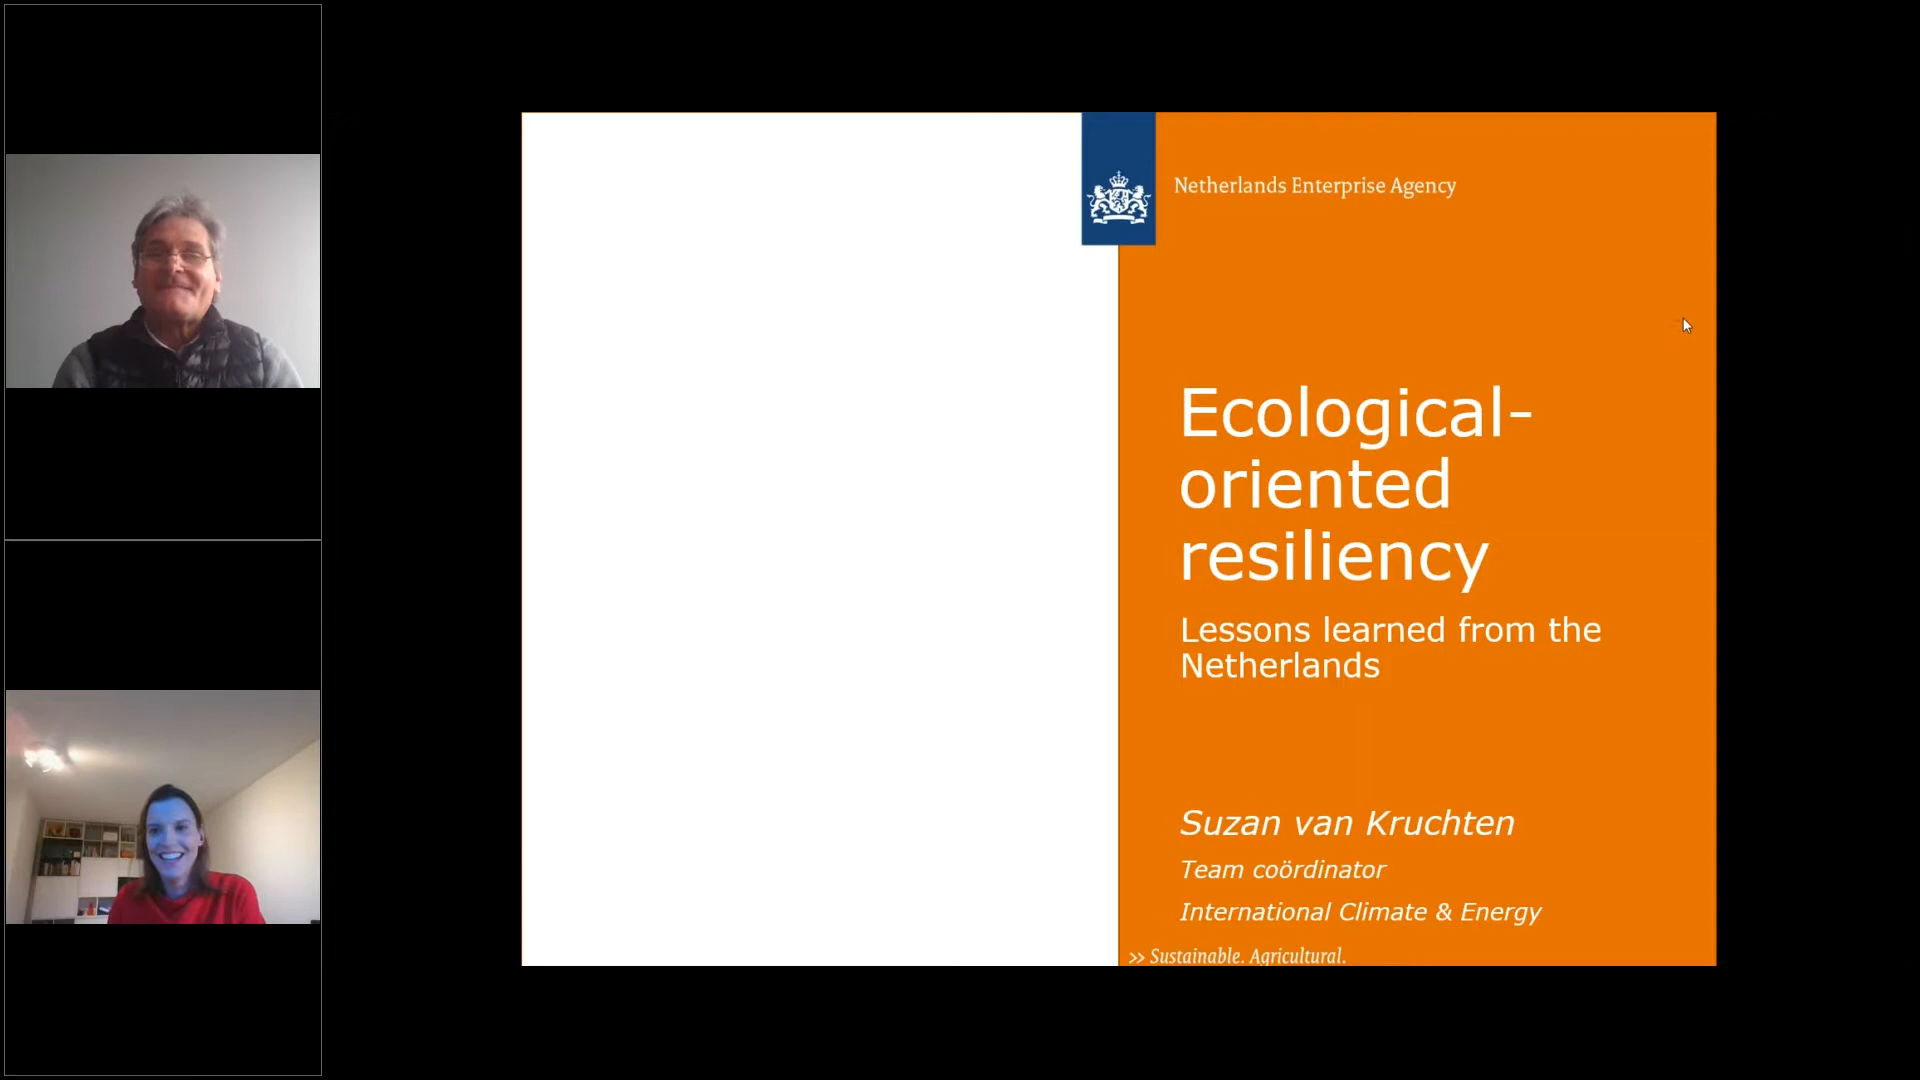 Netherlands Enterprise Agency
Ecological-
oriented
resiliency
Lessons learned from the
Netherlands
Suzan van Kruchten
Team coördinator
International Climate & Energy
>> Sustainable. Agricultural.